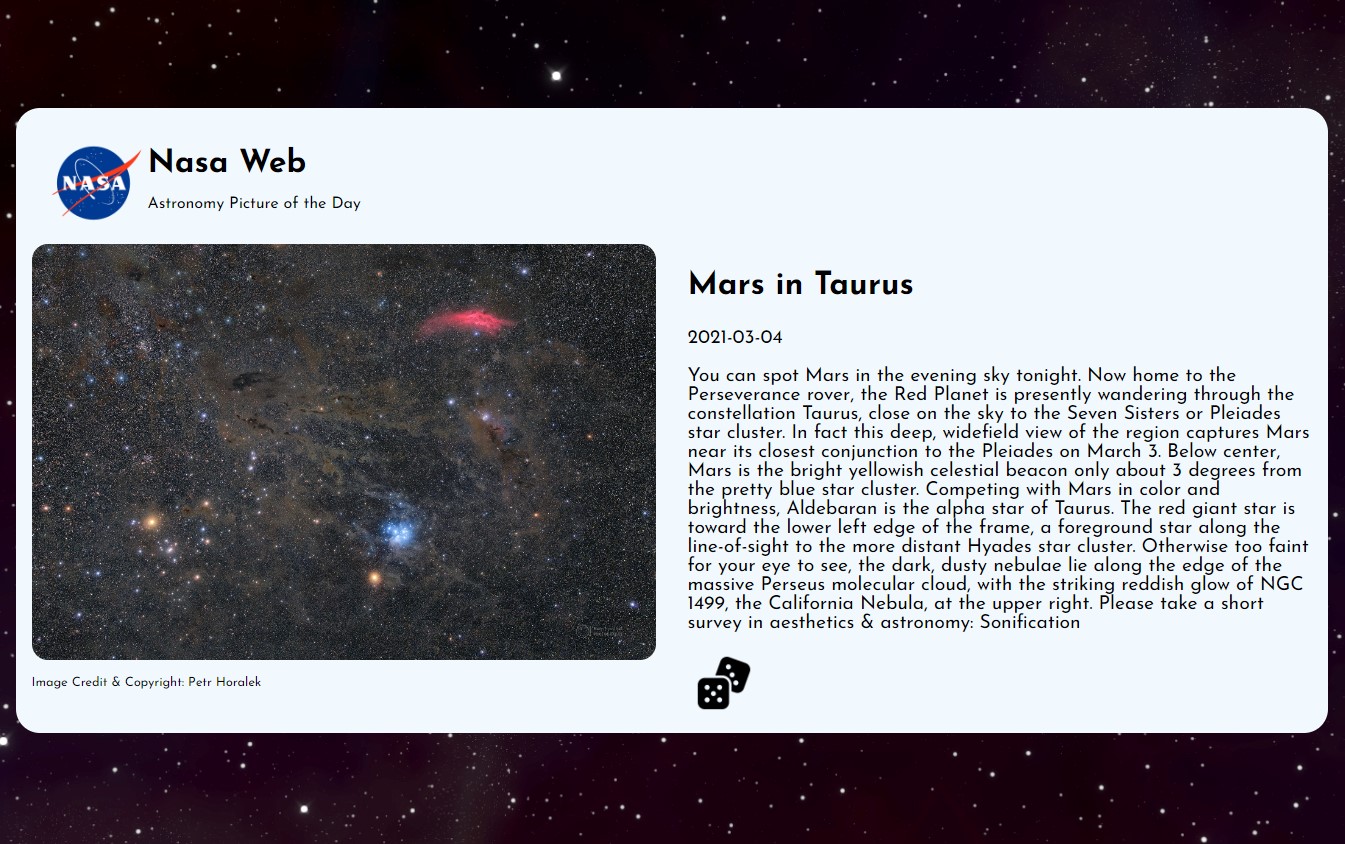 NASA
Nasa Web
Astronomy Picture of the Day
Mars in Taurus
2021-03-04
You can spot Mars in the evening sky tonight. Now home to the
Perseverance rover, the Red Planet is presently wandering through the
constellation Taurus, close on the sky to the Seven Sisters or Pleiades
star cluster. In fact this deep, widefield view of the region captures Mars
near its closest conjunction to the Pleiades on March 3. Below center,
Mars is the bright yellowish celestial beacon only about 3 degrees from
the pretty blue star cluster. Competing with Mars in color and
brightness, Aldebaran is the alpha star of Taurus. The red giant star is
toward the lower left edge of the frame, a foreground star along the
line-of-sight to the more distant Hyades star cluster. Otherwise too faint
for your eye to see, the dark, dusty nebulae lie along the edge of the
massive Perseus molecular cloud, with the striking reddish glow of NGC
1499, the California Nebula, at the upper right. Please take a short
survey in aesthetics & astronomy: Sonification
Image Credit & Copyright: Petr Horalek